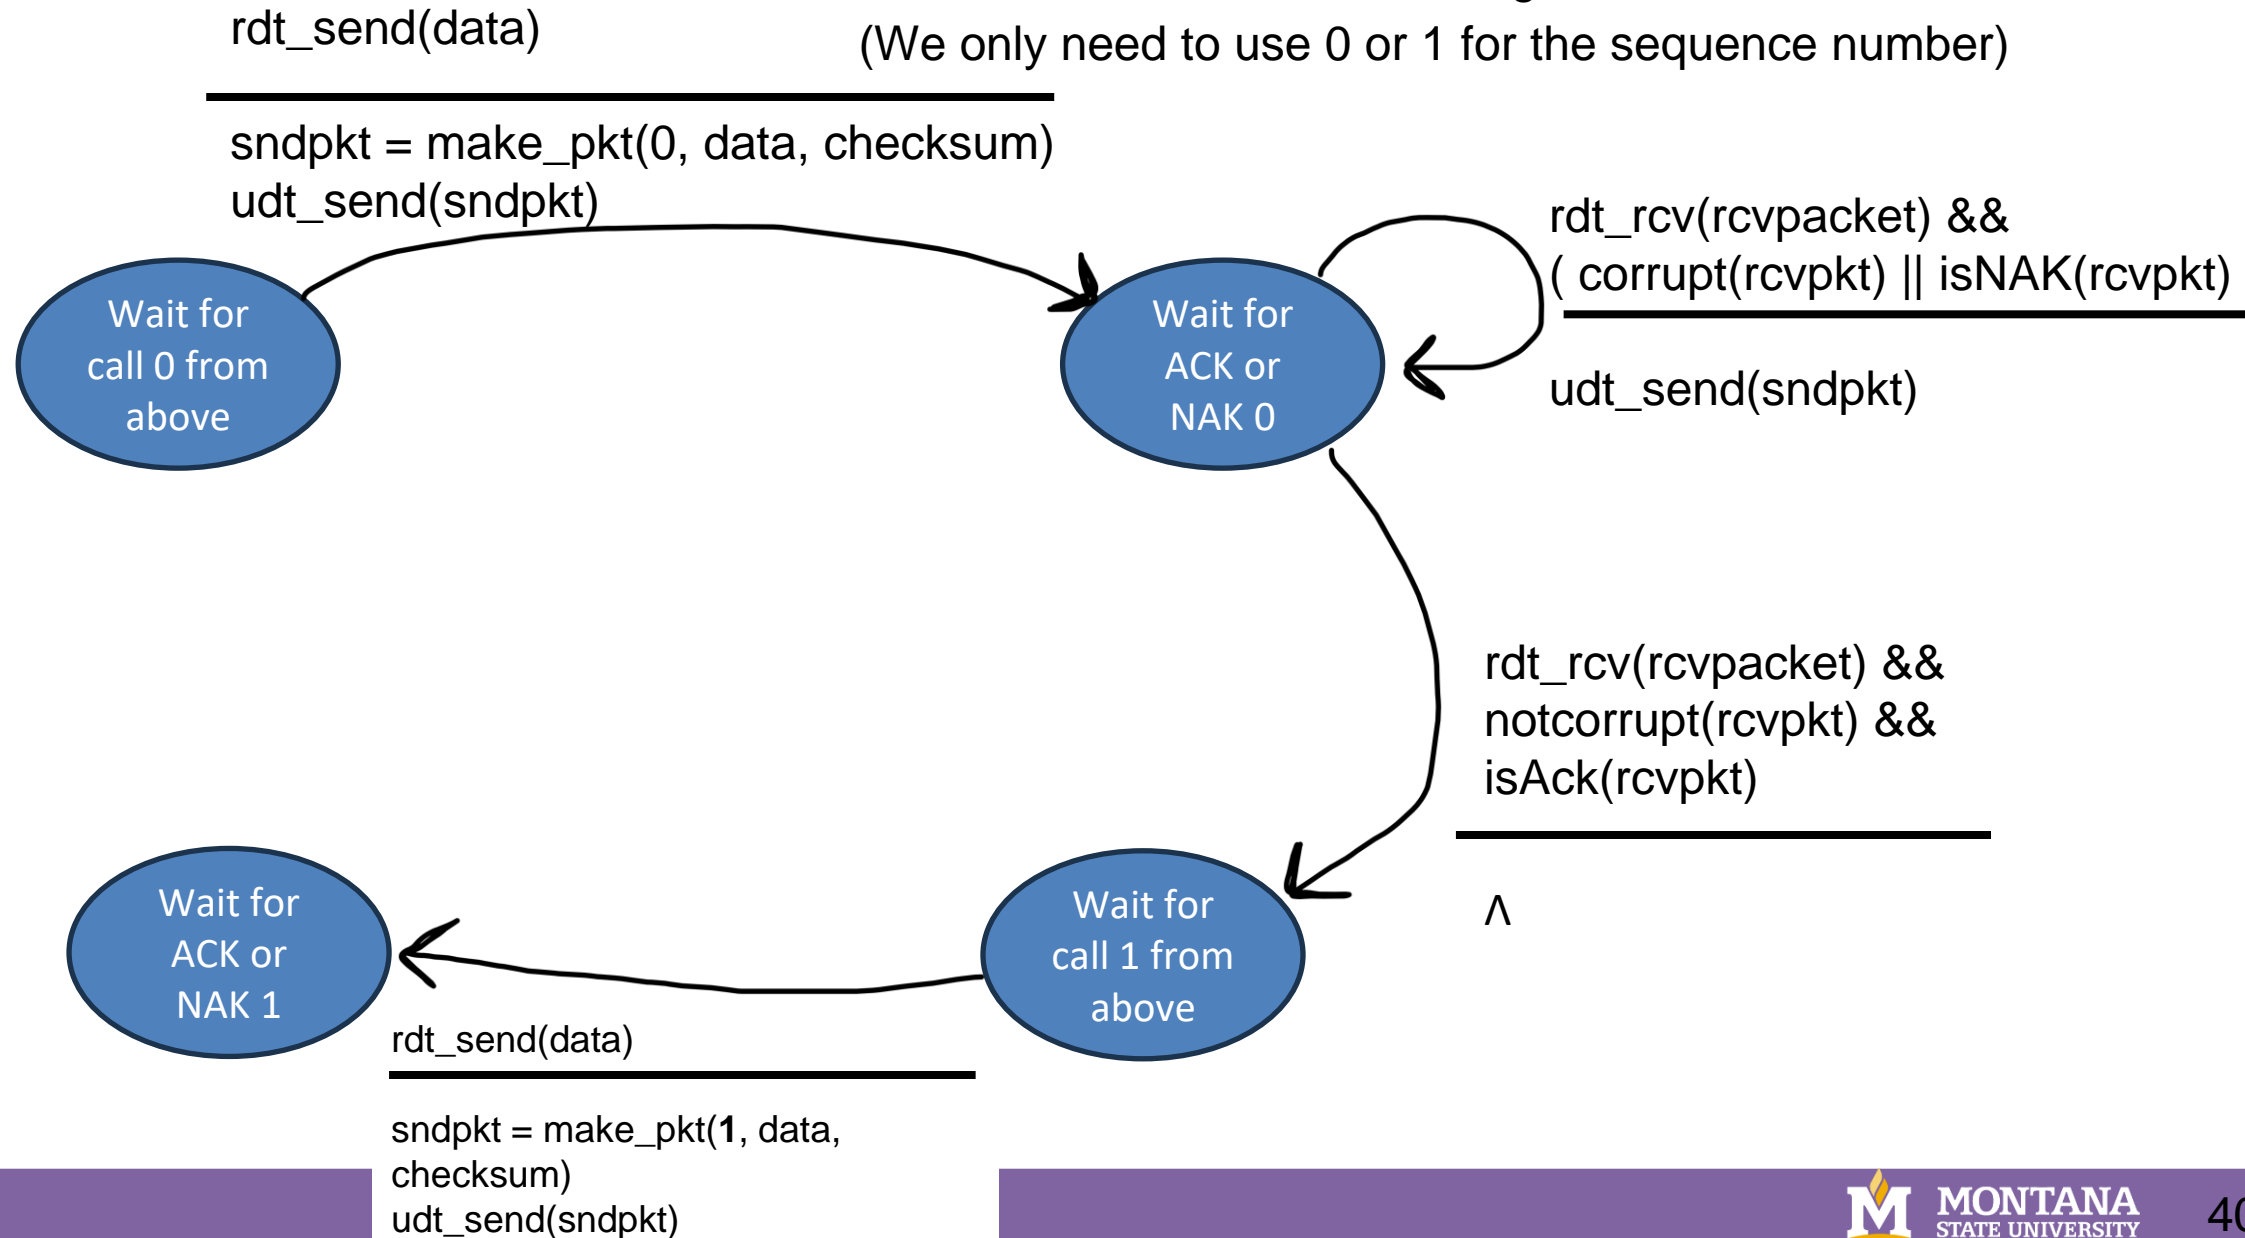 rdt_send(data)
(We only need to use 0 or 1 for the sequence number)
sndpkt = make_pkt(0, data, checksum)
udt_send(sndpkt)
Wait for
call 0 from
above
Wait for
ACK or
NAK 0
rdt_rcv(rcvpacket) &&
( corrupt(rcvpkt) || isNAK(rcvpkt)
udt_send(sndpkt)
rdt_rcv(rcvpacket) &&
notcorrupt(rcvpkt) &&
isAck(rcvpkt)
Λ
Wait for
ACK or
NAK 1
Wait for
call 1 from
above
rdt_send(data)
sndpkt = make_pkt(1, data,
checksum)
udt_send(sndpkt)
M MONTANA
STATE UNIVERSITY
40